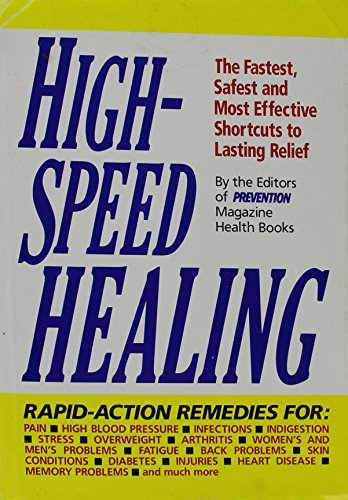 HIGH-
SPEED
HEALING
The Fastest,
Safest and
Most Effective
Shortcuts to
Lasting Relief
By the Editors
of PREVENTION
Magazine
Health Books
RAPID-ACTION REMEDIES FOR:
PAIN ■ HIGH BLOOD PRESSURE ■ INFECTIONS ■ INDIGESTION
■ STRESS ■ OVERWEIGHT ■ ARTHRITIS ■ WOMEN'S AND
MEN'S PROBLEMS ■ FATIGUE ■ BACK PROBLEMS ■ SKIN
CONDITIONS ■ DIABETES ■ INJURIES ■ HEART DISEASE ■
MEMORY PROBLEMS ■ and much more